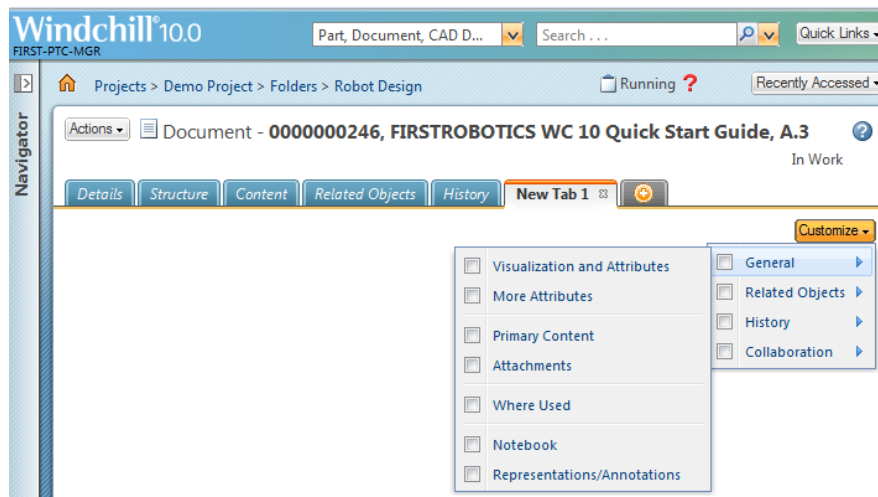 Windchill® 10.0
FIRST-PTC-MGR
Part, Document, CAD D...
Search . . .
Quick Links
Navigator
Projects > Demo Project > Folders > Robot Design
Running ?
Recently Accessed
Actions
Document - 0000000246, FIRSTROBOTICS WC 10 Quick Start Guide, A.3
?
In Work
Details
Structure
Content
Related Objects
History
New Tab 1
Customize
Visualization and Attributes
More Attributes
Primary Content
Attachments
Where Used
Notebook
Representations/Annotations
General
Related Objects
History
Collaboration